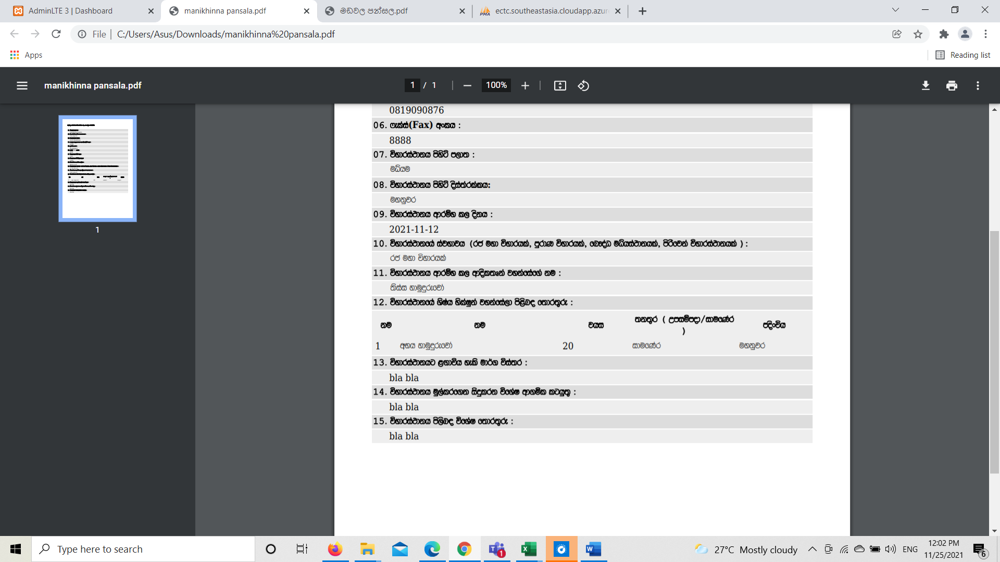 AdminLTE 3 | Dashboard
manikhinna pansala.pdf
මඩවල පන්සල.pdf
ectc.southeastasia.cloudapp.azur
File
C:/Users/Asus/Downloads/manikhinna%20pansala.pdf
Apps
Reading list
manikhinna pansala.pdf
1 / 1
100%
1
0819090876
06. ෆැක්ස්(Fax) අංකය :
8888
07. විහාරස්ථානය පිහිටි පලාත :
මධ්යම
08. විහාරස්ථානය පිහිටි දිස්ත්රක්කය:
මහනුවර
09. විහාරස්ථානය ආරම්භ කල දිනය :
2021-11-12
10. විහාරස්ථානයේ ස්වභාවය (රජ මහා විහාරයක්, පුරාණ විහාරයක්, බෞද්ධ මධ්යස්ථානයක්, පිරිවෙන් විහාරස්ථානයක් ) :
රජ මහා විහාරයක්
11. විහාරස්ථානය ආරම්භ කල ආදිකතෘන් වහන්සේගේ නම :
තිස්ස හාමුදුරුවෝ
12. විහාරස්ථානයේ ශිෂ්ය භික්ෂුන් වහන්සේලා පිළිබඳ තොරතුරු :
නම නම වයස තනතුර ( උපසම්පදා/සාමණේර ) පදිංචිය
1 අභය හාමුදුරුවෝ 20 සාමණේර මහනුවර
13. විහාරස්ථානයට ළඟාවිය හැකි මාර්ග විස්තර :
bla bla
14. විහාරස්ථානය මුල්කරගෙන සිදුකරන විශේෂ ආගමික කටයුතු :
bla bla
15. විහාරස්ථානය පිලිබඳ විශේෂ තොරතුරු :
bla bla
Type here to search
27°C Mostly cloudy
ENG
12:02 PM
11/25/2021
6